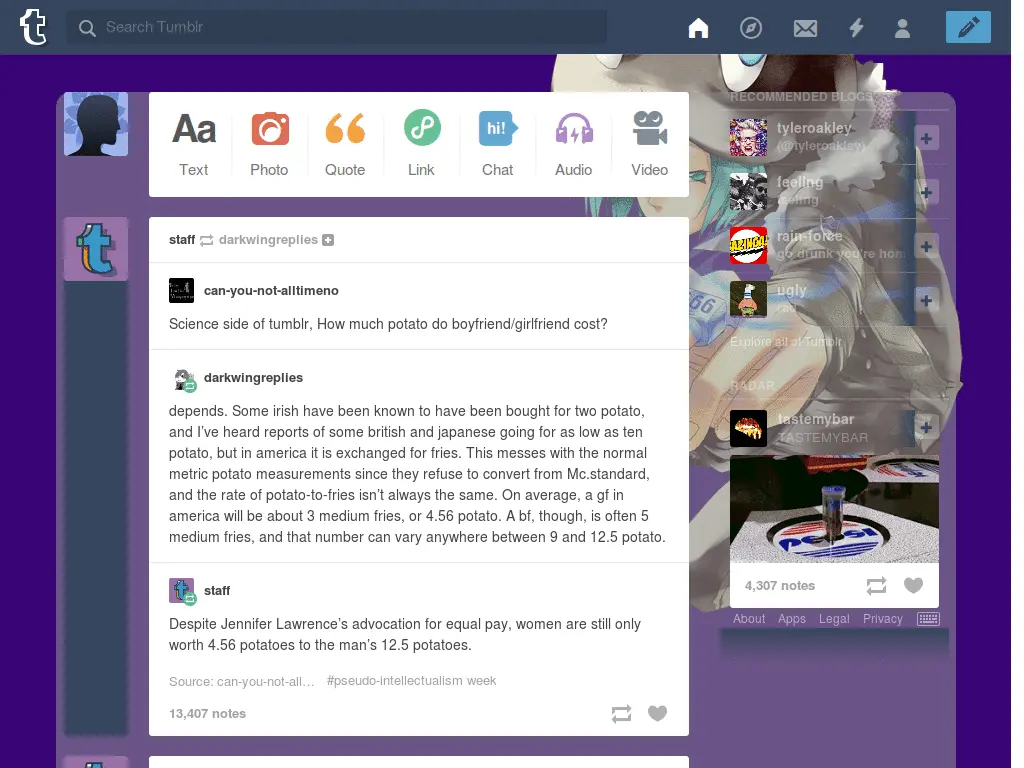 t
Search Tumblr
Aa
hi!
Text
Photo
Quote
Link
Chat
Audio
Video
staff darkwingreplies
can-you-not-alltimeno
Science side of tumblr, How much potato do boyfriend/girlfriend cost?
darkwingreplies
depends. Some irish have been known to have been bought for two potato,
and I’ve heard reports of some british and japanese going for as low as ten
potato, but in america it is exchanged for fries. This messes with the normal
metric potato measurements since they refuse to convert from Mc.standard,
and the rate of potato-to-fries isn’t always the same. On average, a gf in
america will be about 3 medium fries, or 4.56 potato. A bf, though, is often 5
medium fries, and that number can vary anywhere between 9 and 12.5 potato.
staff
Despite Jennifer Lawrence’s advocation for equal pay, women are still only
worth 4.56 potatoes to the man’s 12.5 potatoes.
Source: can-you-not-all… #pseudo-intellectualism week
13,407 notes
RECOMMENDED BLOGS
tyleroakley
(@tyleroakley)
feeling
feeling
rain-force
go drunk you're hom
BAZINGA!
ugly
rad
66
Explore all of Tumblr
RADAR
tastemybar
TASTEMYBAR
pepsi
4,307 notes
About Apps Legal Privacy